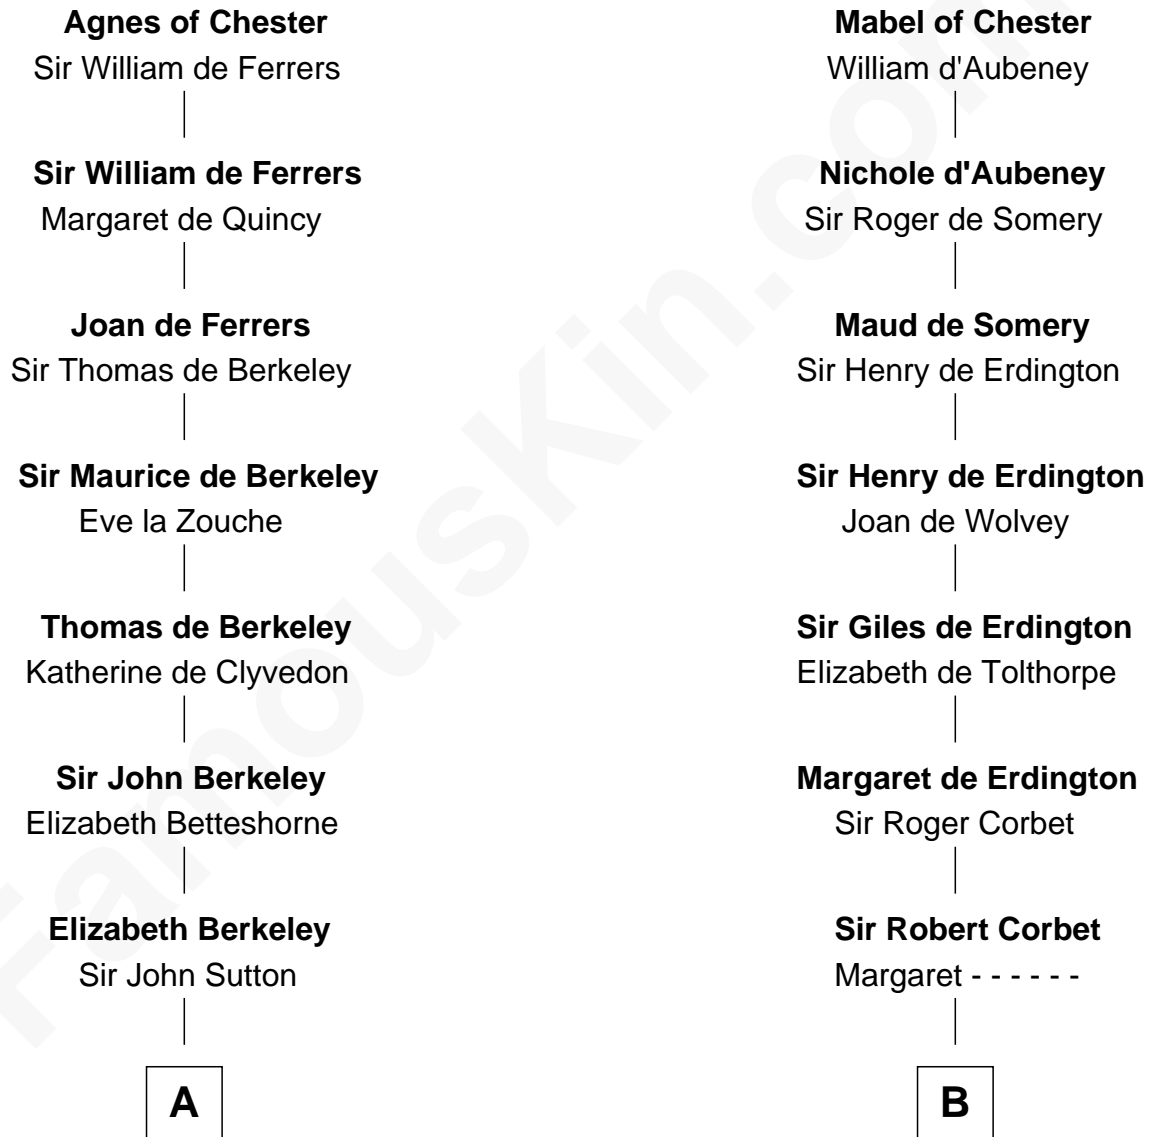 Agnes of Chester
Sir William de Ferrers
Sir William de Ferrers
Margaret de Quincy
Joan de Ferrers
Sir Thomas de Berkeley
Sir Maurice de Berkeley
Eve la Zouche
Thomas de Berkeley
Katherine de Clyvedon
Sir John Berkeley
Elizabeth Betteshorne
Elizabeth Berkeley
Sir John Sutton
A
Mabel of Chester
William d'Aubeney
Nichole d'Aubeney
Sir Roger de Somery
Maud de Somery
Sir Henry de Erdington
Sir Henry de Erdington
Joan de Wolvey
Sir Giles de Erdington
Elizabeth de Tolthorpe
Margaret de Erdington
Sir Roger Corbet
Sir Robert Corbet
Margaret - - - - - -
B
FamousKin.com